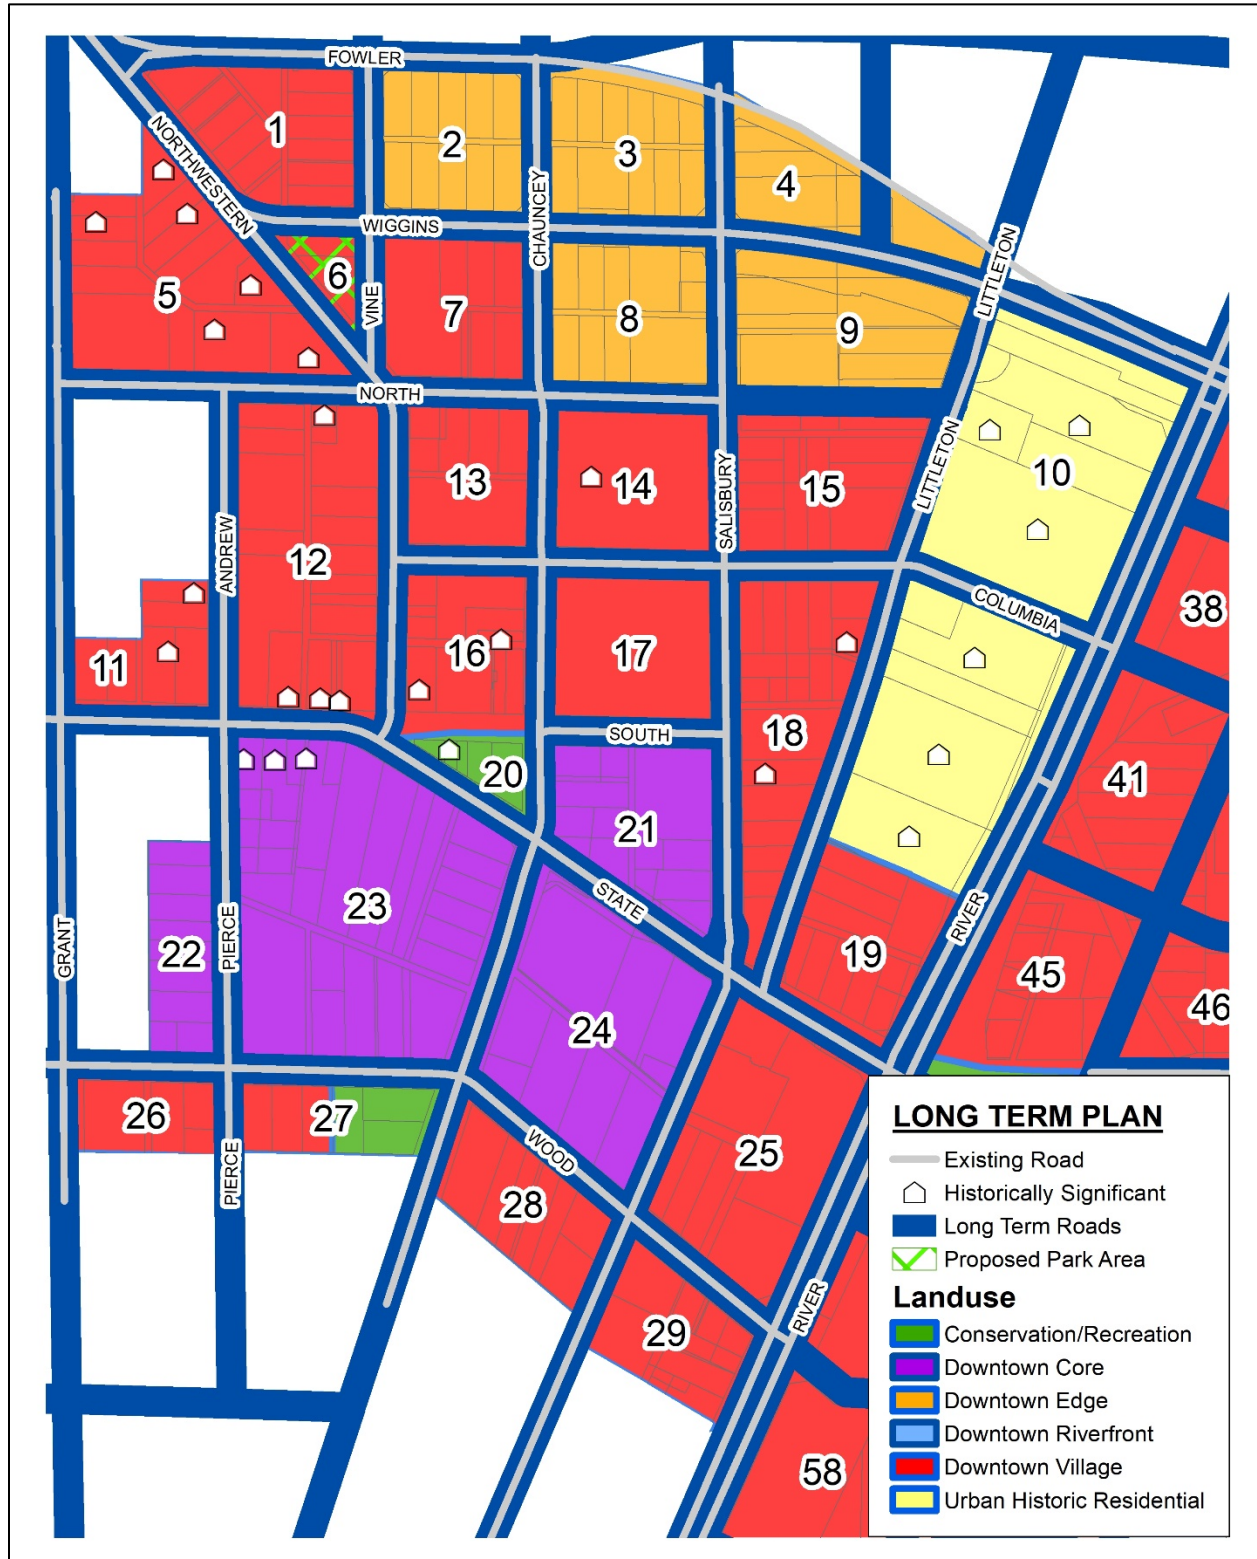 FOWLER
NORTHWESTERN
1
2
3
4
CHAUNCEY
WIGGINS
LITTLETON
5
6
VINE
7
8
9
NORTH
10
13
14
15
SALISBURY
LITTLETON
ANDREW
12
COLUMBIA
38
11
16
17
18
SOUTH
20
21
41
STATE
23
GRANT
22
PIERCE
RIVER
19
45
46
24
26
27
PIERCE
WOOD
25
28
29
RIVER
58
LONG TERM PLAN
Existing Road
Historically Significant
Long Term Roads
Proposed Park Area
Landuse
Conservation/Recreation
Downtown Core
Downtown Edge
Downtown Riverfront
Downtown Village
Urban Historic Residential